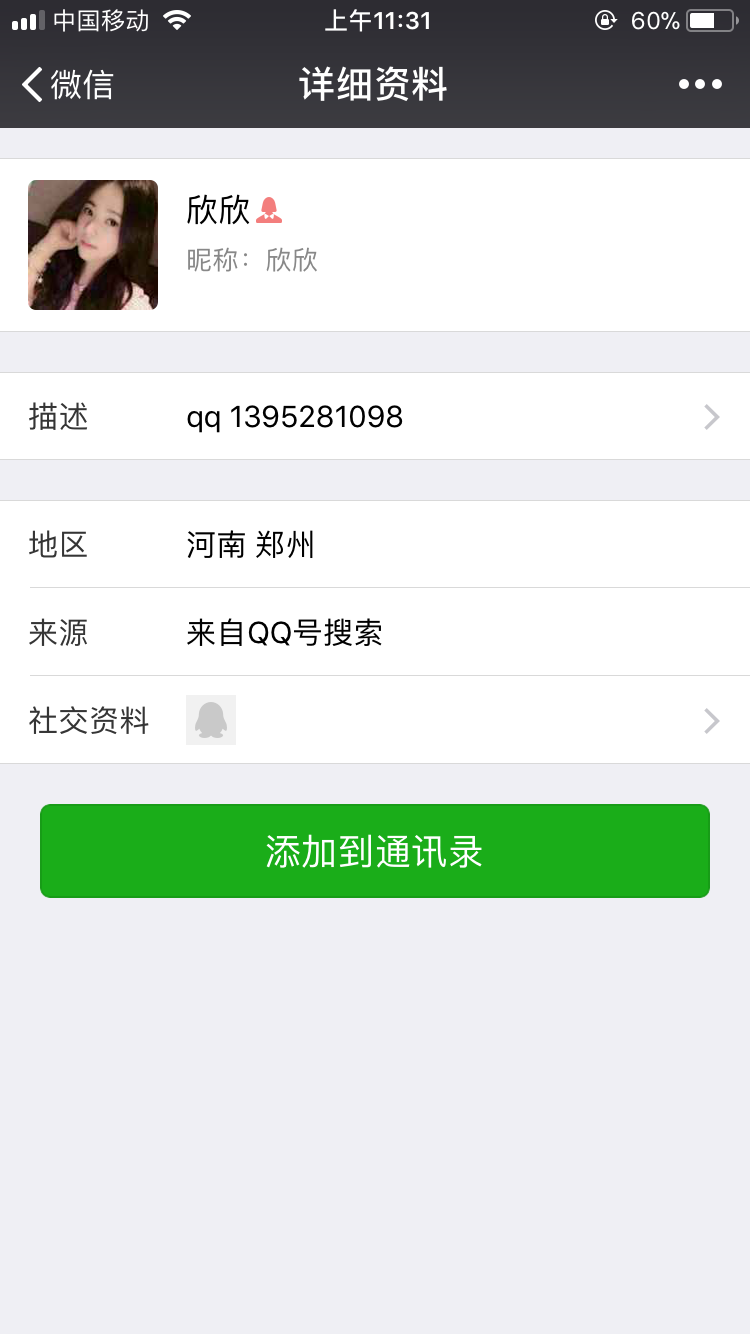 中国移动 上午11:31 60%
微信 详细资料
欣欣
昵称：欣欣
描述 qq 1395281098
地区 河南 郑州
来源 来自QQ号搜索
社交资料
添加到通讯录